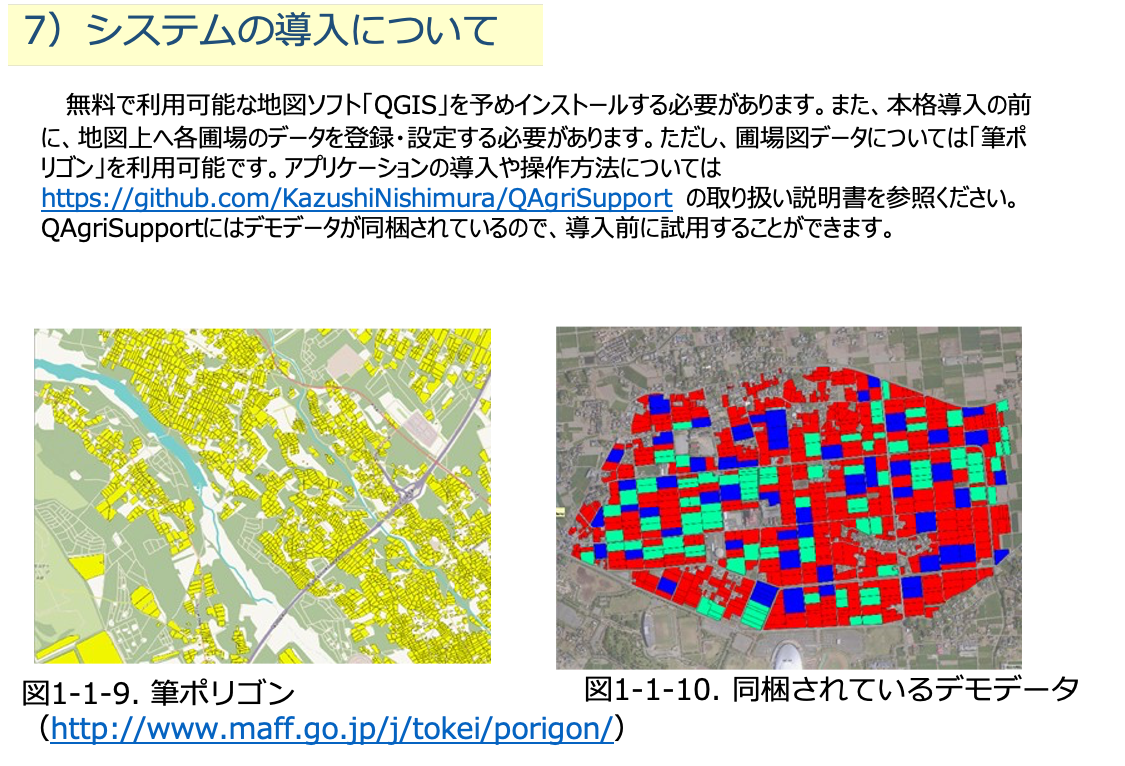 7）システムの導入について
無料で利用可能な地図ソフト「QGIS」を予めインストールする必要があります。また、本格導入の前
に、地図上へ各圃場のデータを登録・設定する必要があります。ただし、圃場図データについては「筆ポ
リゴン」を利用可能です。アプリケーションの導入や操作方法については
https://github.com/KazushiNishimura/QAgriSupport の取り扱い説明書を参照ください。
QAgriSupportにはデモデータが同梱されているので、導入前に試用することができます。
図1-1-9. 筆ポリゴン
（http://www.maff.go.jp/j/tokei/porigon/）
図1-1-10. 同梱されているデモデータ